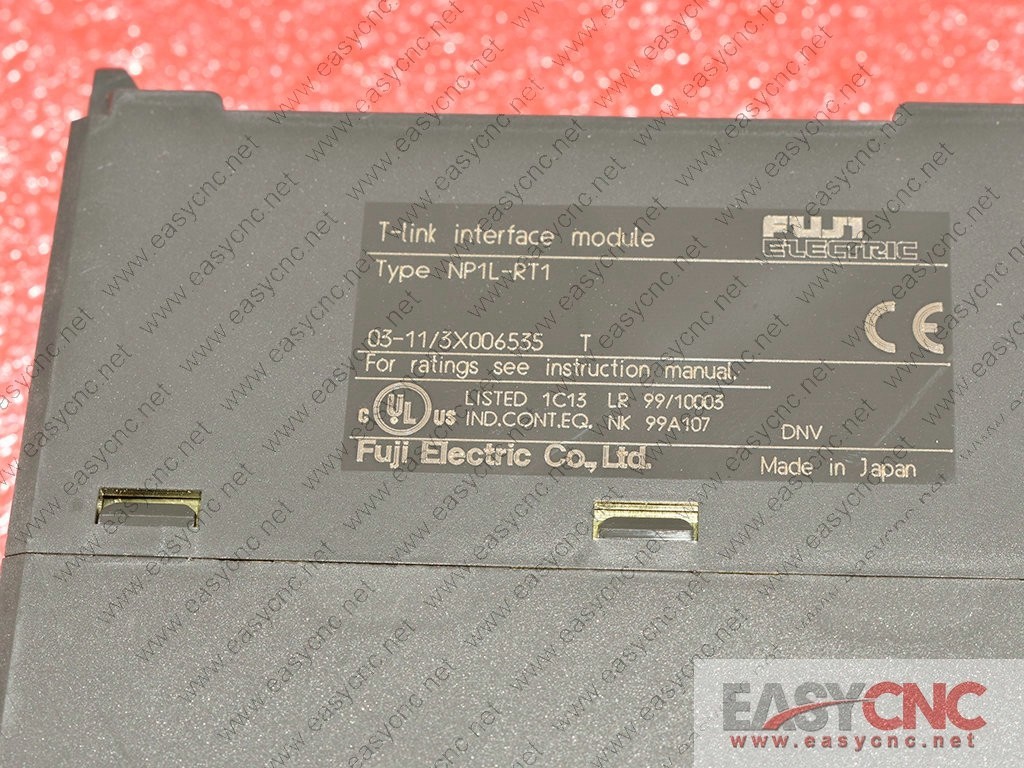 T-link interface module
FUJI
ELECTRIC
Type NP1L-RT1
03-11/3X006535 T
For ratings see instruction manual.
C UL US
LISTED 1C13 LR 99/10003
IND.CONT.EQ. NK 99A107
DNV
CE
Fuji Electric Co., Ltd.
Made in Japan
www.easycnc.net
EASYCNC
www.easycnc.net